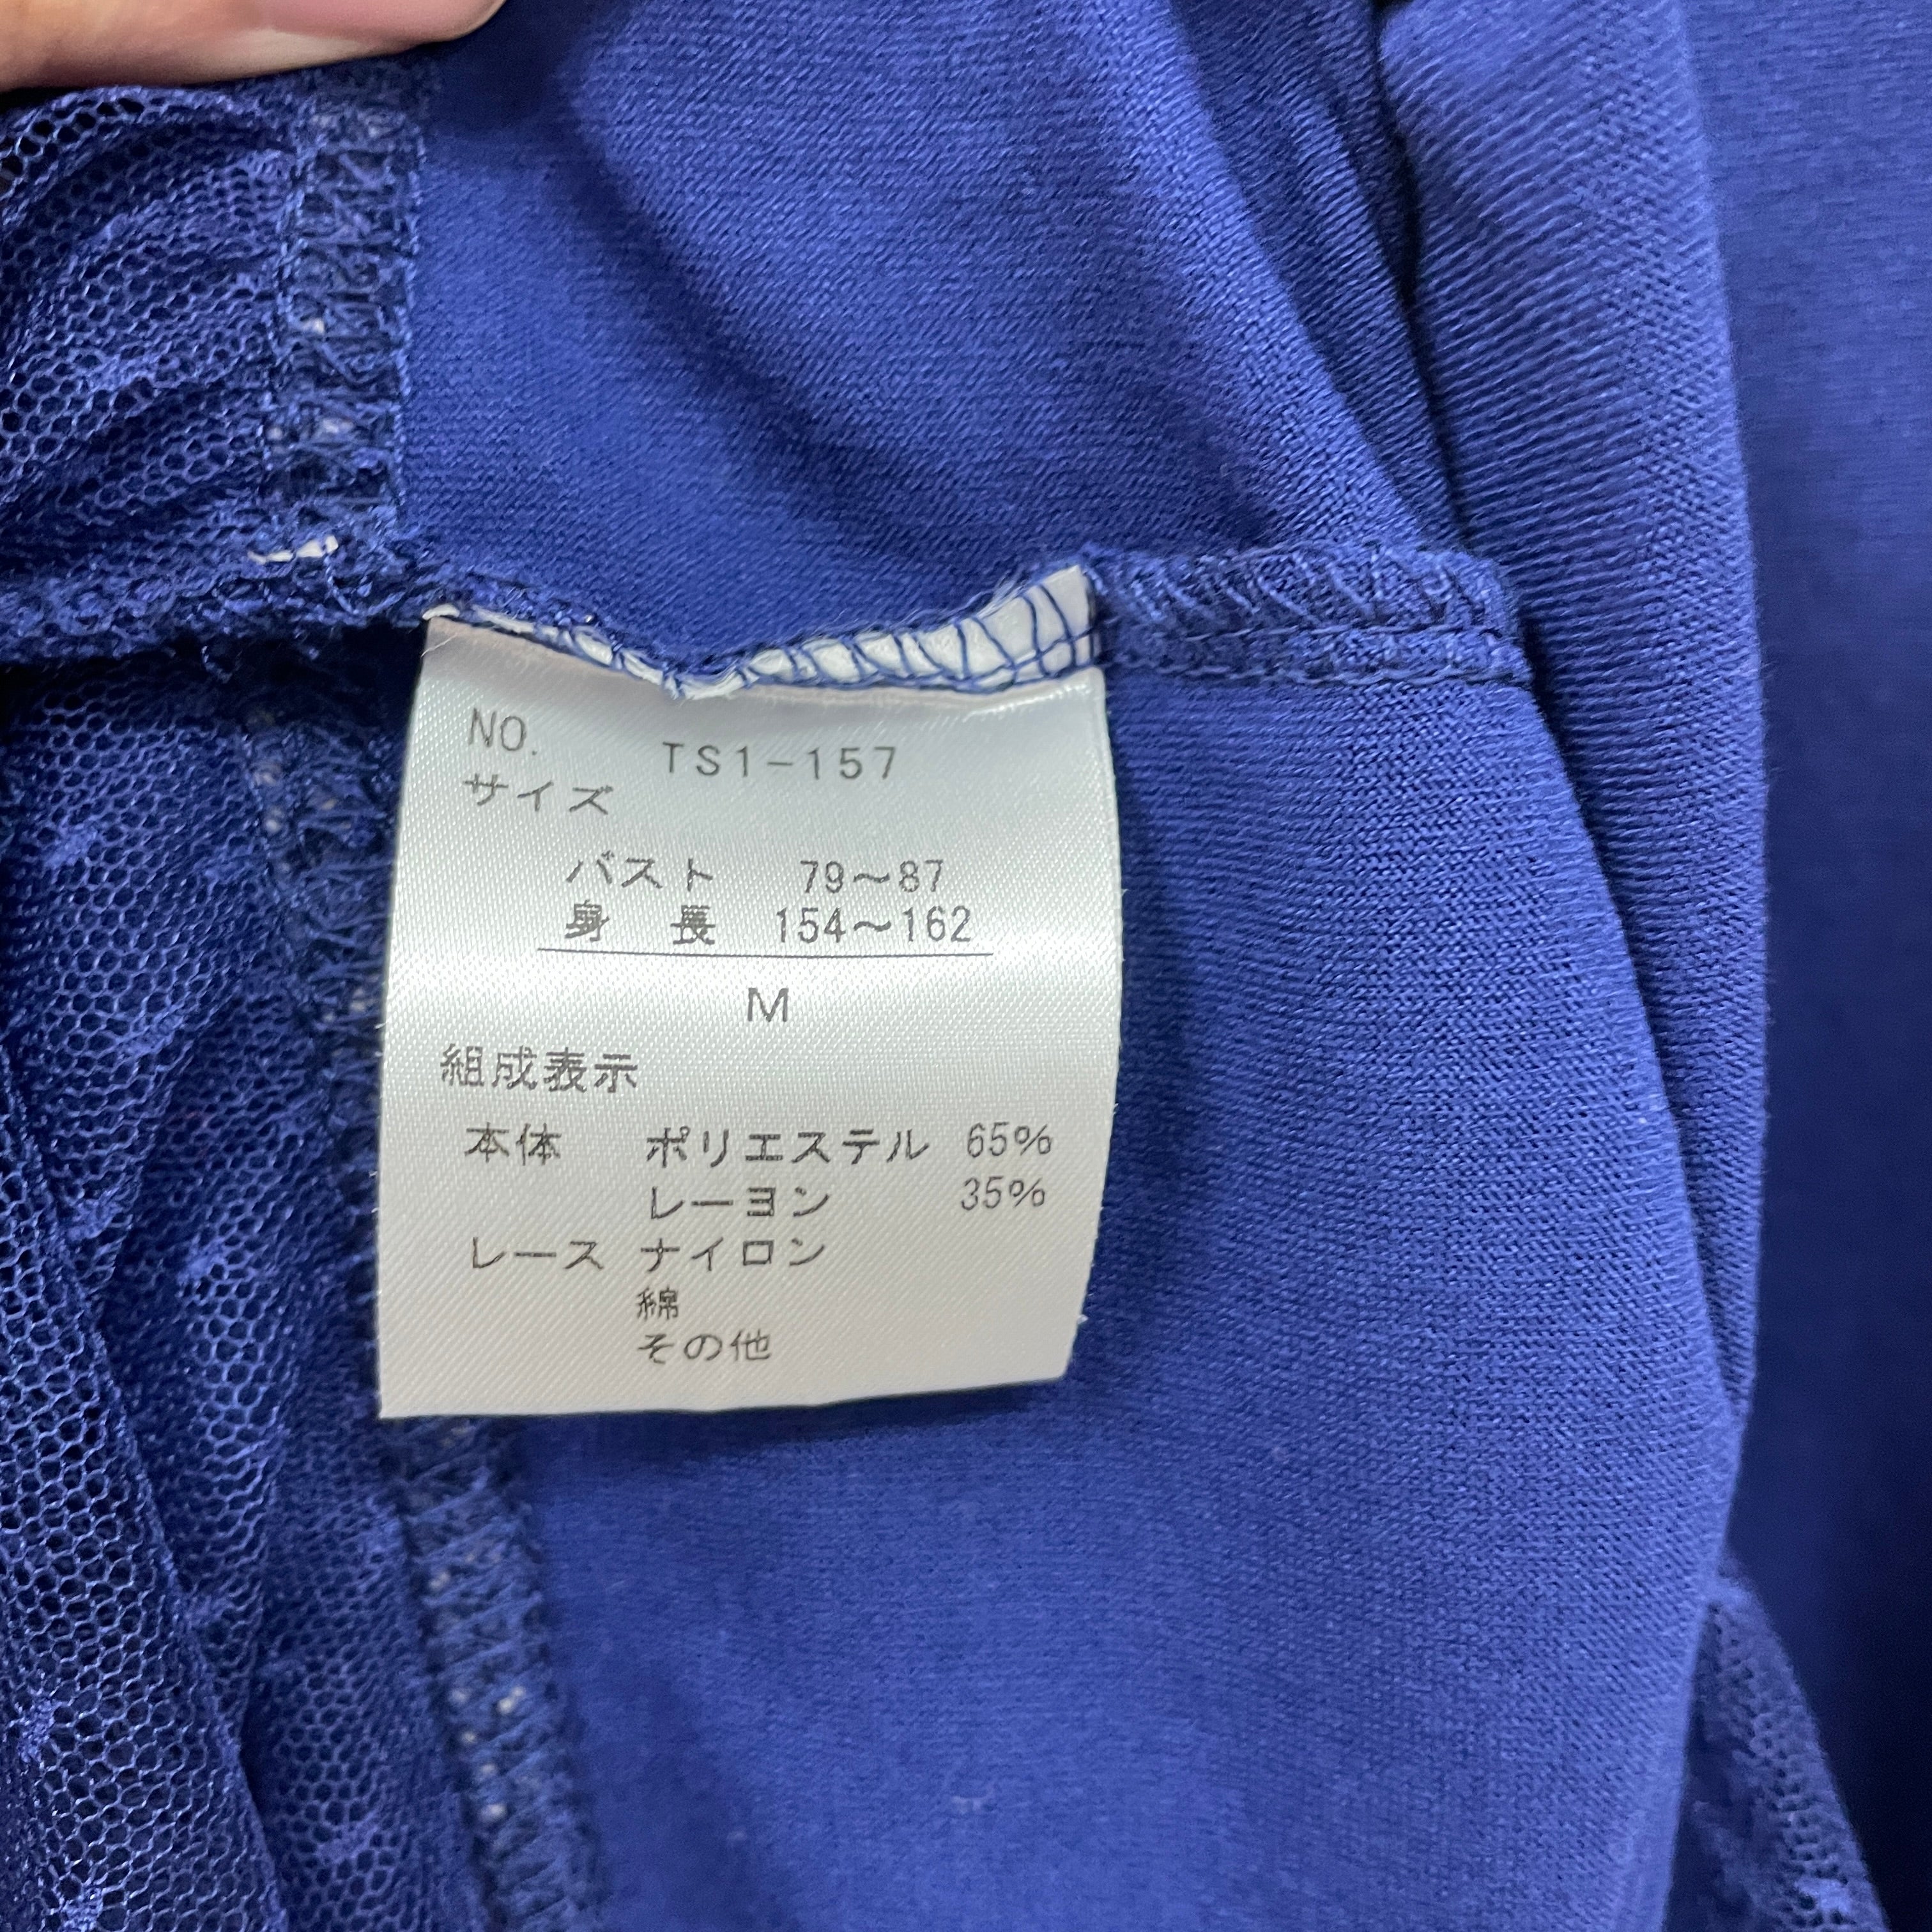 NO. TS1-157
サイズ
バスト 79〜87
身 長 154〜162
M
組成表示
本体 ポリエステル 65%
レーヨン 35%
レース ナイロン
綿
その他